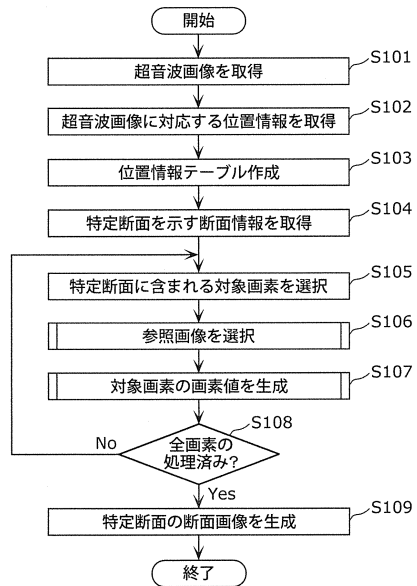 開始
S101
超音波画像を取得
S102
超音波画像に対応する位置情報を取得
S103
位置情報テーブル作成
S104
特定断面を示す断面情報を取得
S105
特定断面に含まれる対象画素を選択
S106
参照画像を選択
S107
対象画素の画素値を生成
S108
No
全画素の
処理済み?
Yes
S109
特定断面の断面画像を生成
終了